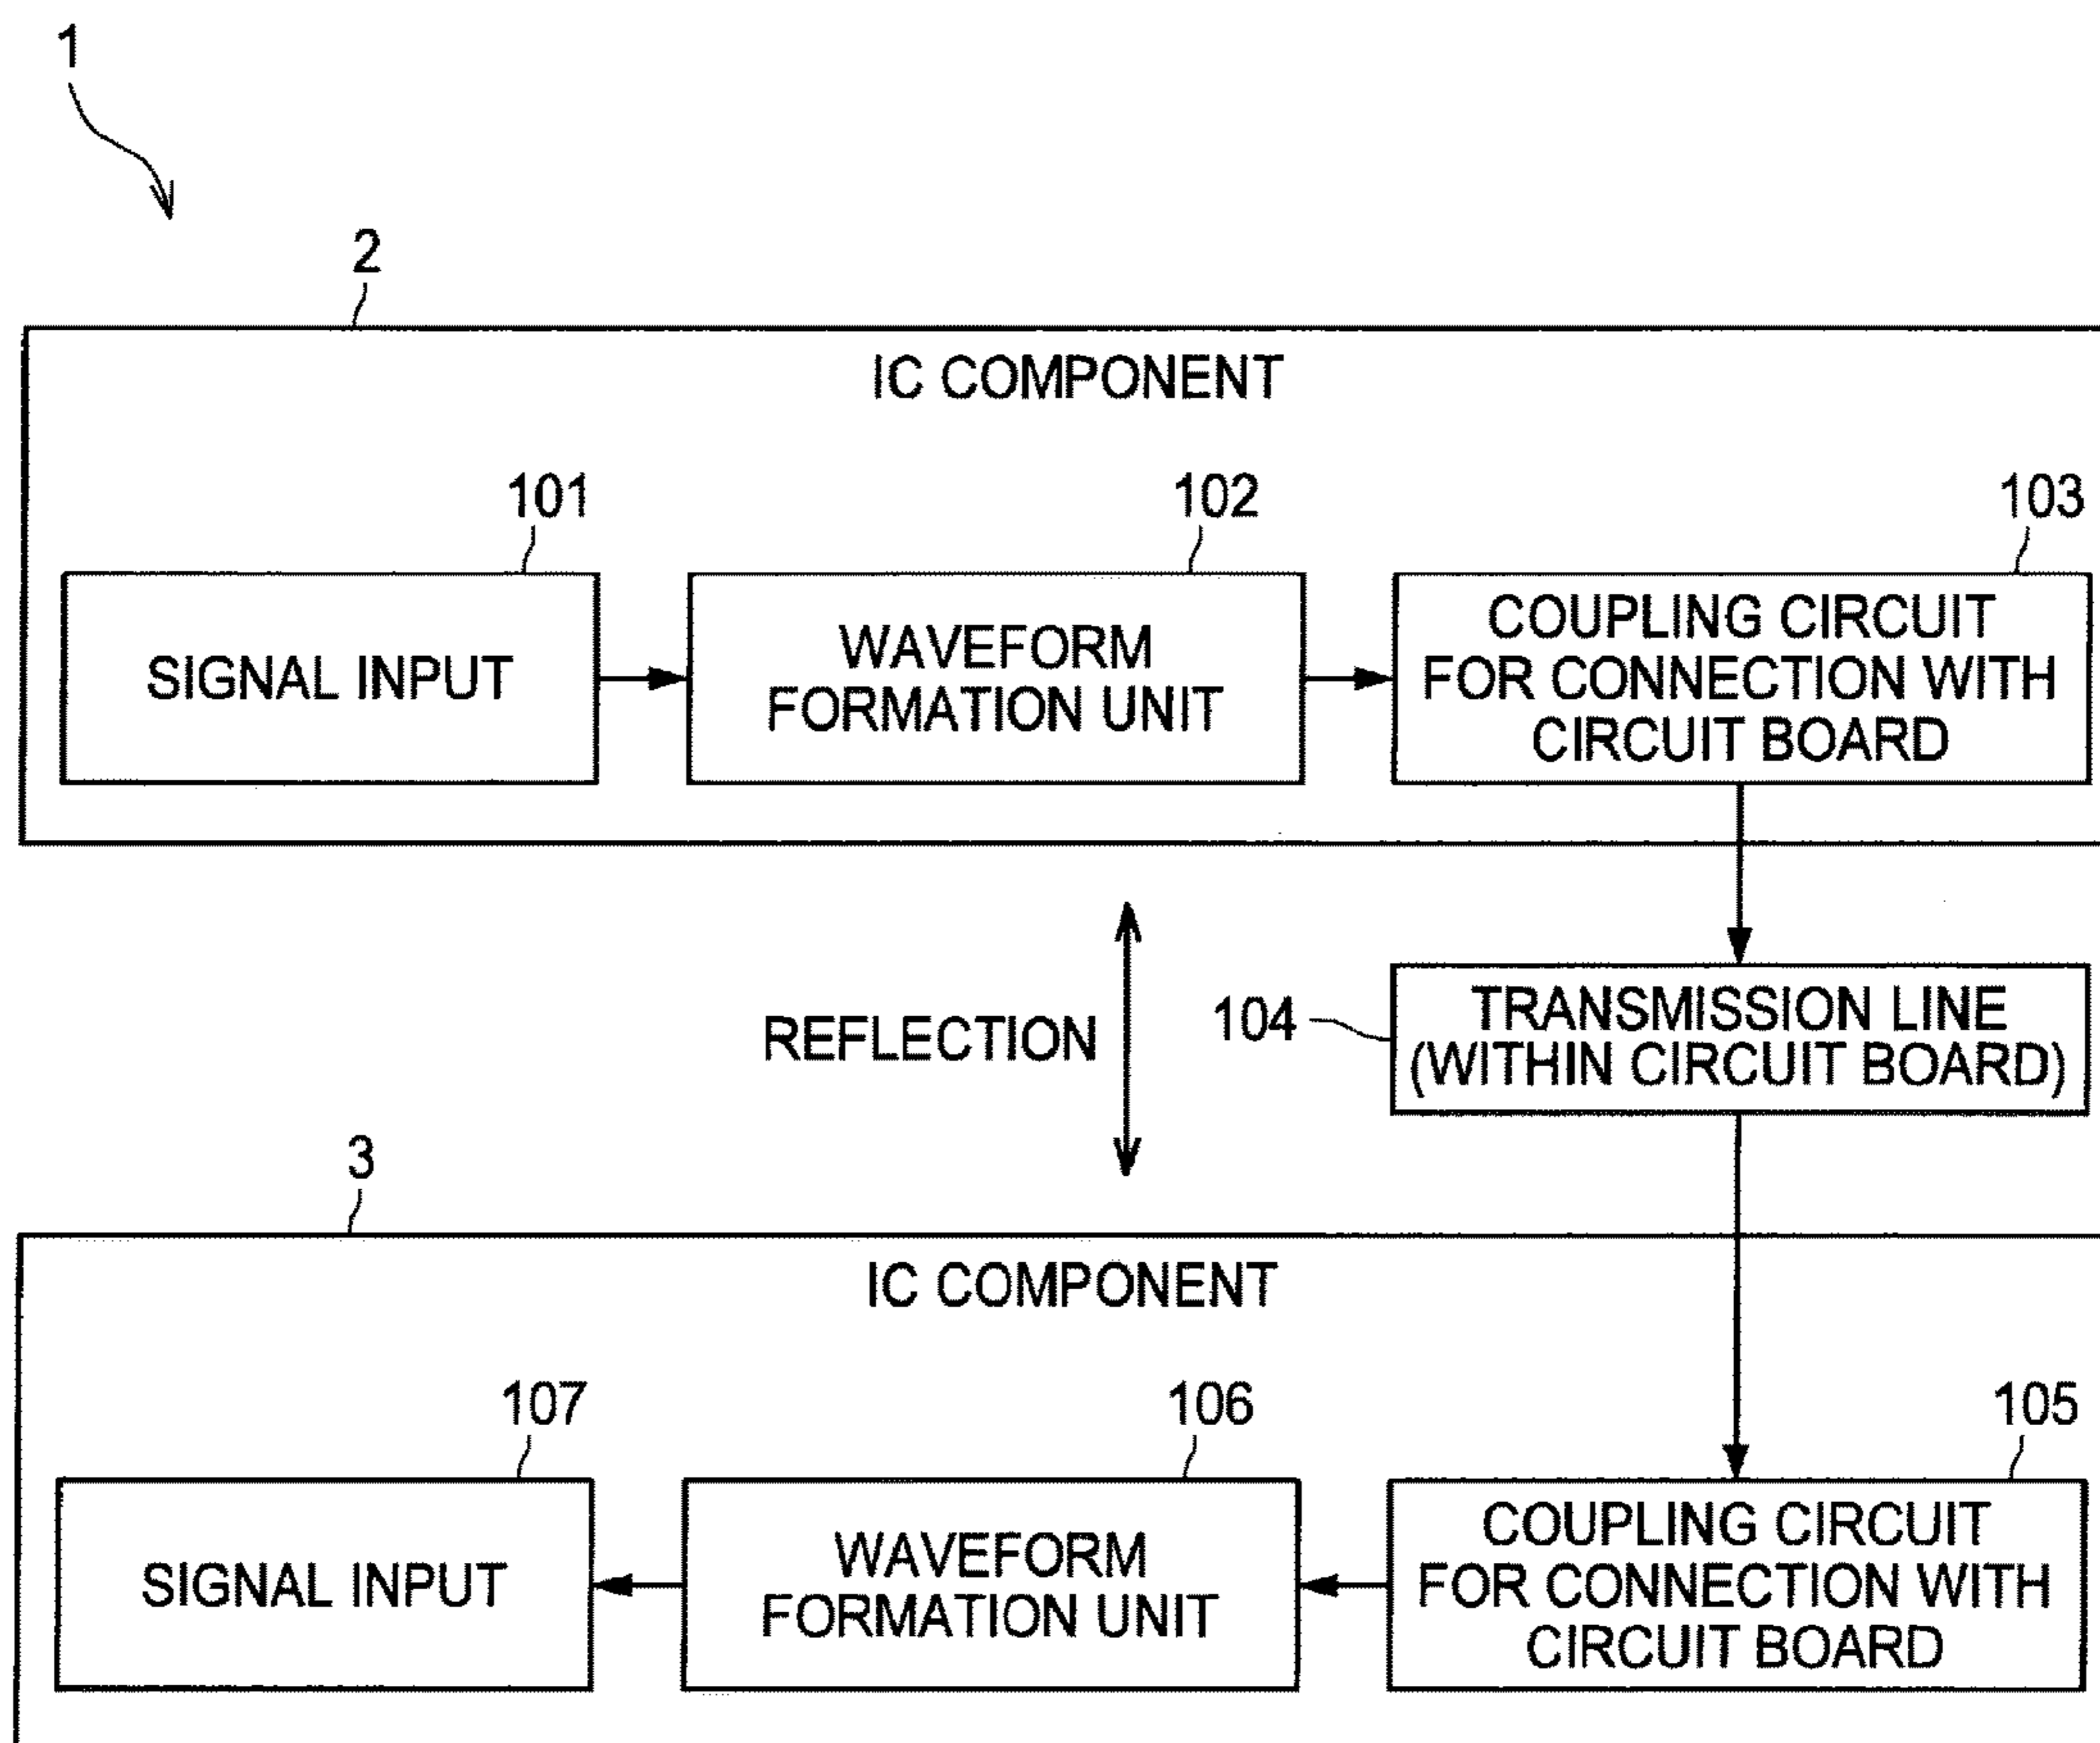 1
2
IC COMPONENT
101
102
103
SIGNAL INPUT
WAVEFORM
FORMATION UNIT
COUPLING CIRCUIT
FOR CONNECTION WITH
CIRCUIT BOARD
REFLECTION
104
TRANSMISSION LINE
(WITHIN CIRCUIT BOARD)
3
IC COMPONENT
107
106
105
SIGNAL INPUT
WAVEFORM
FORMATION UNIT
COUPLING CIRCUIT
FOR CONNECTION WITH
CIRCUIT BOARD